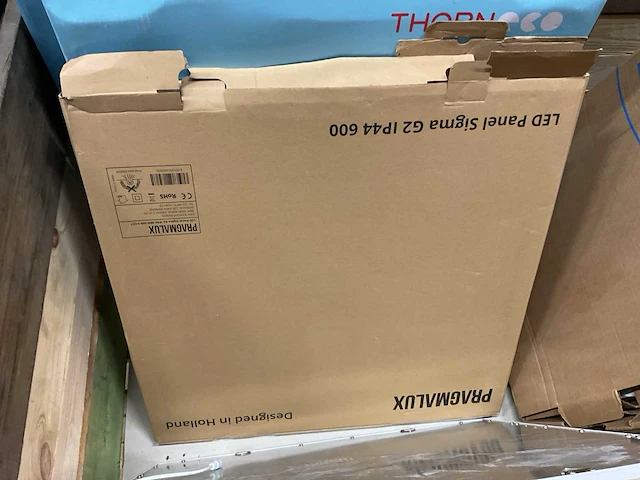 THORN
LED Panel Sigma G2 IP44 600
PRAGMALUX
CE RoHS
PRAGMALUX
Designed in Holland